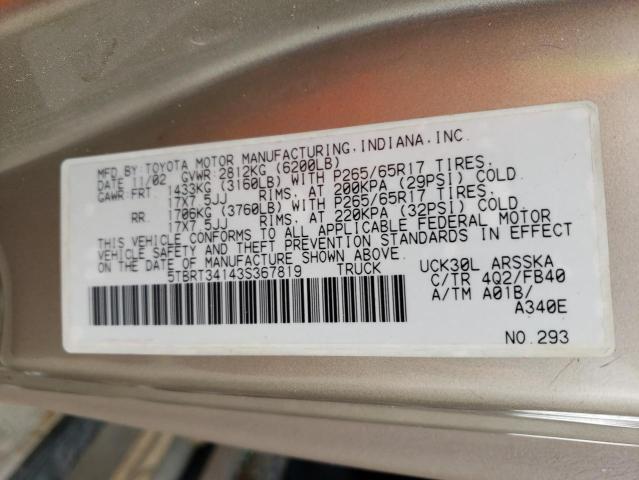 MFD.BY:TOYOTA MOTOR MANUFACTURING,INDIANA,INC.
DATE 11/02 GVWR:2812KG (6200LB)
GAWR:FRT. 1433KG (3160LB) WITH P265/65R17 TIRES,
17X7.5JJ RIMS, AT 200KPA (29PSI) COLD.
RR. 1706KG (3760LB) WITH P265/65R17 TIRES,
17X7.5JJ RIMS, AT 220KPA (32PSI) COLD.
THIS VEHICLE CONFORMS TO ALL APPLICABLE FEDERAL MOTOR
VEHICLE SAFETY AND THEFT PREVENTION STANDARDS IN EFFECT
ON THE DATE OF MANUFACTURE SHOWN ABOVE.
5TBRT34143S367819 TRUCK
UCK30L ARSSKA
C/TR 4Q2/FB40
A/TM A01B/
A340E
NO.293